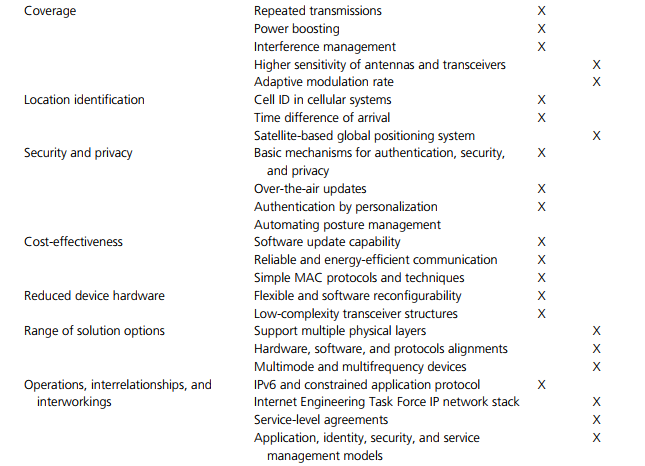 Coverage Repeated transmissions X
Power boosting X
Interference management X
Higher sensitivity of antennas and transceivers X
Adaptive modulation rate X
Location identification Cell ID in cellular systems X
Time difference of arrival X
Satellite-based global positioning system X
Security and privacy Basic mechanisms for authentication, security, X
and privacy
Over-the-air updates X
Authentication by personalization X
Automating posture management
Cost-effectiveness Software update capability X
Reliable and energy-efficient communication X
Simple MAC protocols and techniques X
Reduced device hardware Flexible and software reconfigurability X
Low-complexity transceiver structures X
Range of solution options Support multiple physical layers X
Hardware, software, and protocols alignments X
Multimode and multifrequency devices X
Operations, interrelationships, and IPv6 and constrained application protocol X
interworkings Internet Engineering Task Force IP network stack X
Service-level agreements X
Application, identity, security, and service X
management models